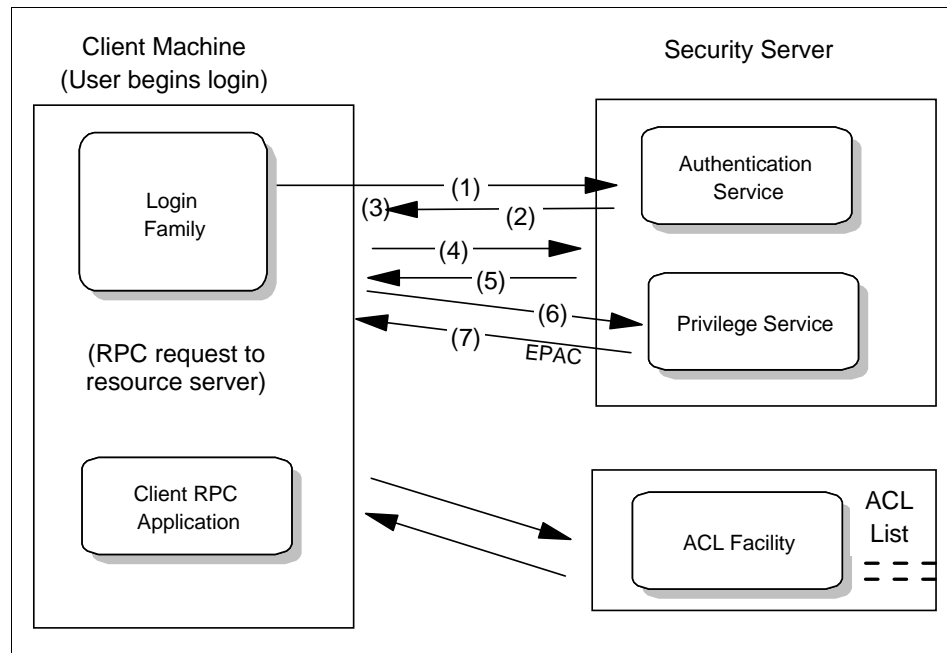 Client Machine
(User begins login)
Security Server
Login
Family
Authentication
Service
(1)
(3)
(2)
(4)
(5)
(6)
(7)
EPAC
Privilege Service
(RPC request to
resource server)
Client RPC
Application
ACL Facility
ACL
List